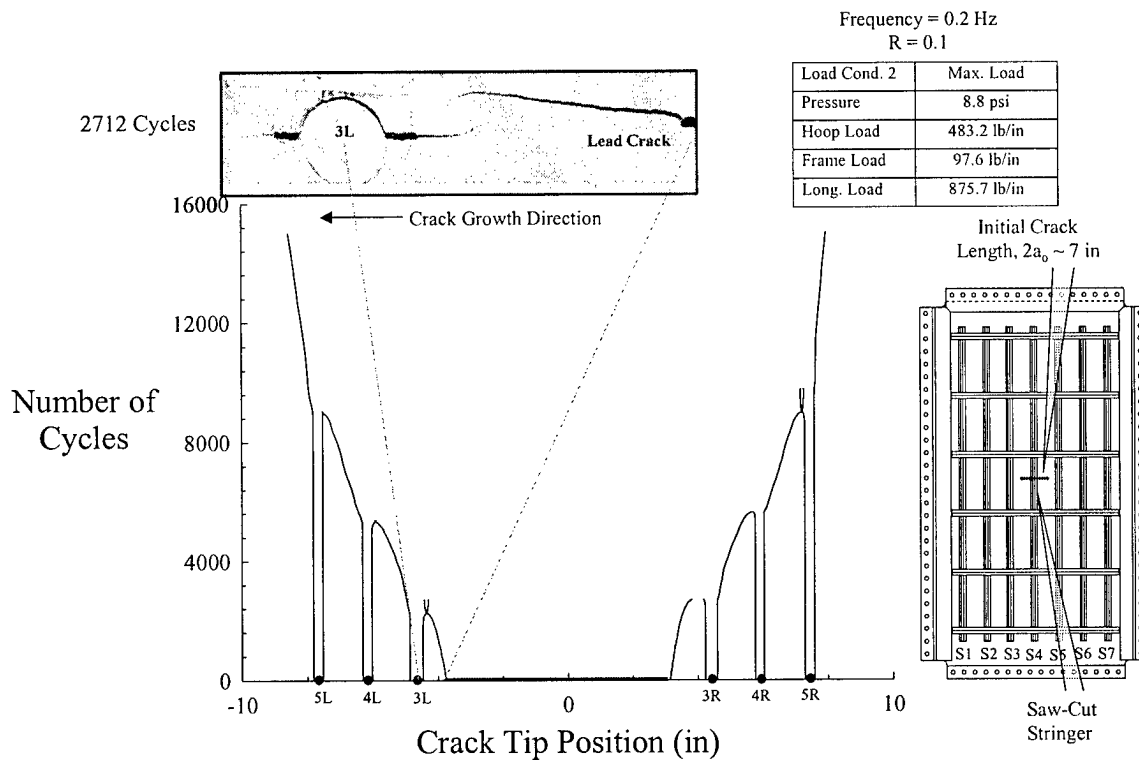 Frequency = 0.2 Hz
R = 0.1
Load Cond. 2 Max. Load
Pressure 8.8 psi
Hoop Load 483.2 lb/in
Frame Load 97.6 lb/in
Long. Load 875.7 lb/in
2712 Cycles
3L
Lead Crack
Crack Growth Direction
Initial Crack
Length, 2a₀ ~ 7 in
16000
12000
8000
4000
0
Number of
Cycles
5L 4L 3L 3R 4R 5R
-10 0 10
Crack Tip Position (in)
S1 S2 S3 S4 S5 S6 S7
Saw-Cut
Stringer